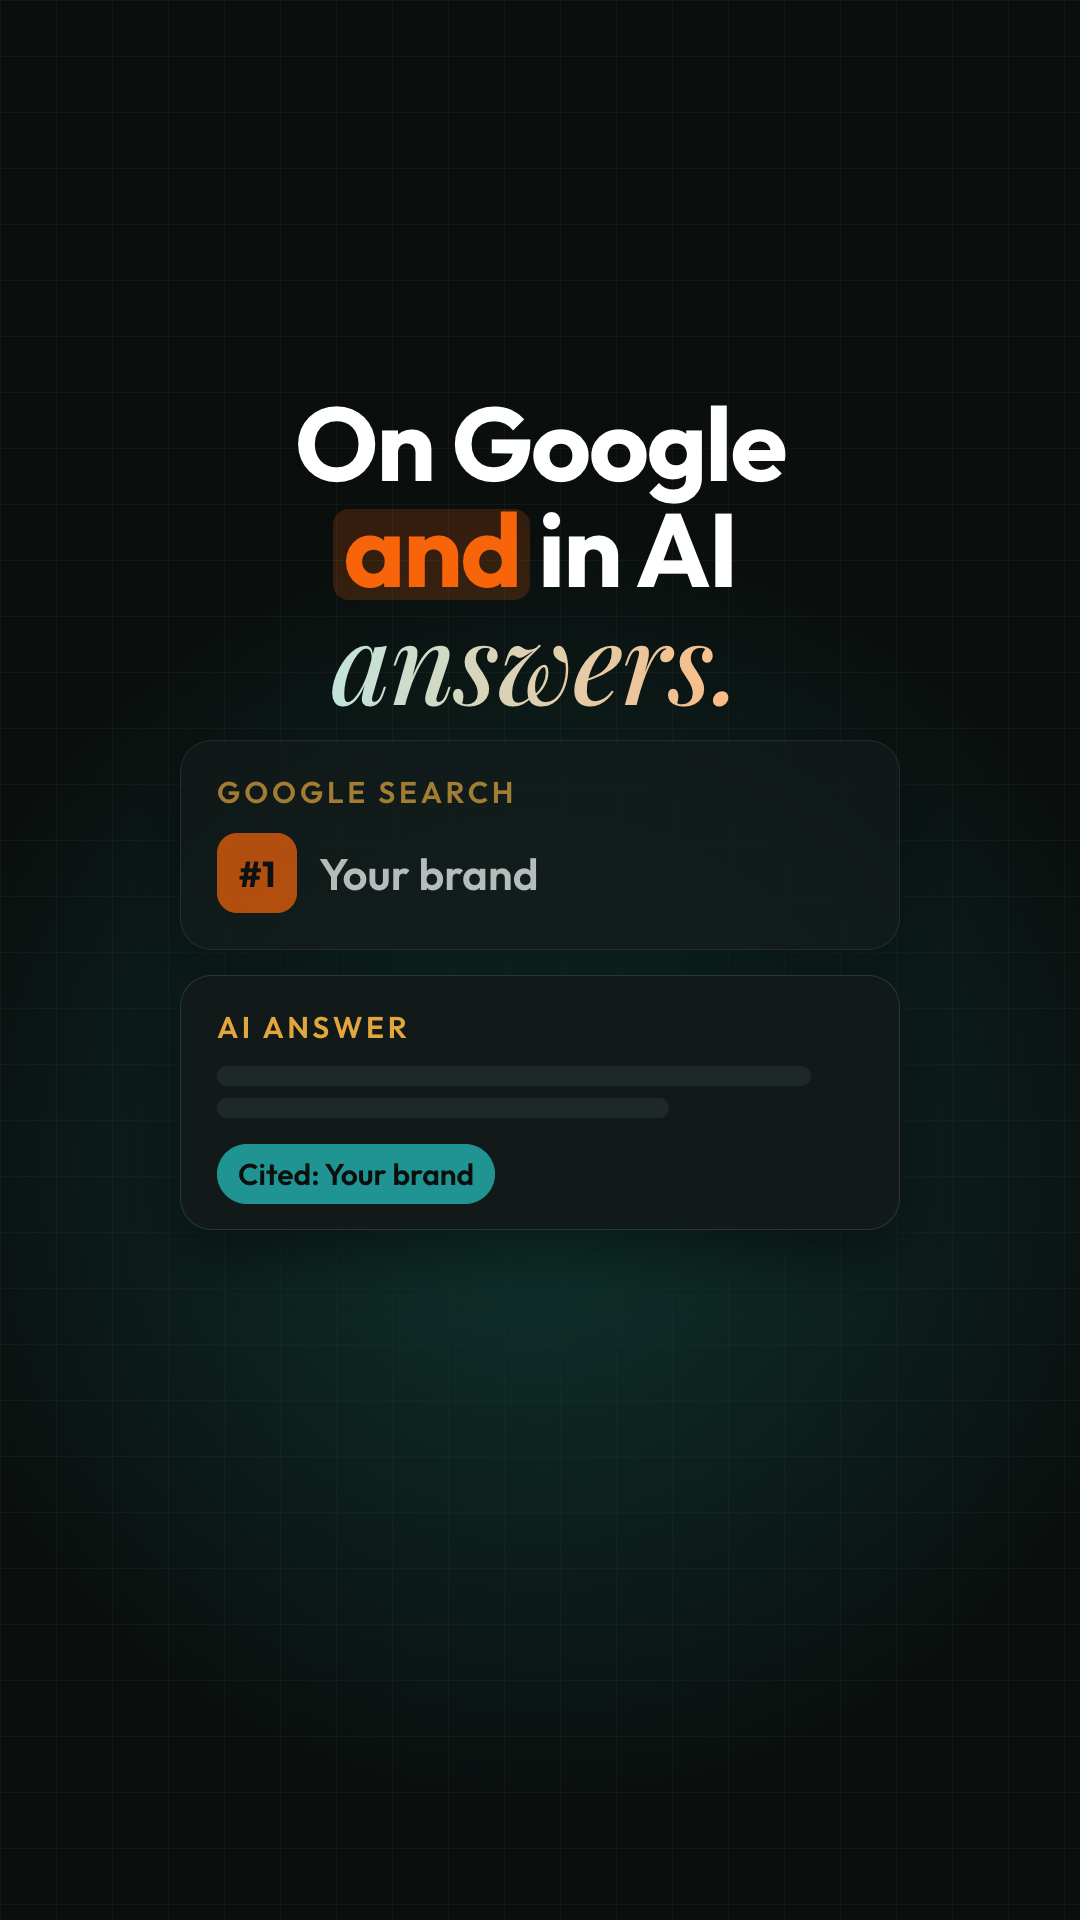 On Google
and in AI
answers.
GOOGLE SEARCH
#1 Your brand
AI ANSWER
Cited: Your brand